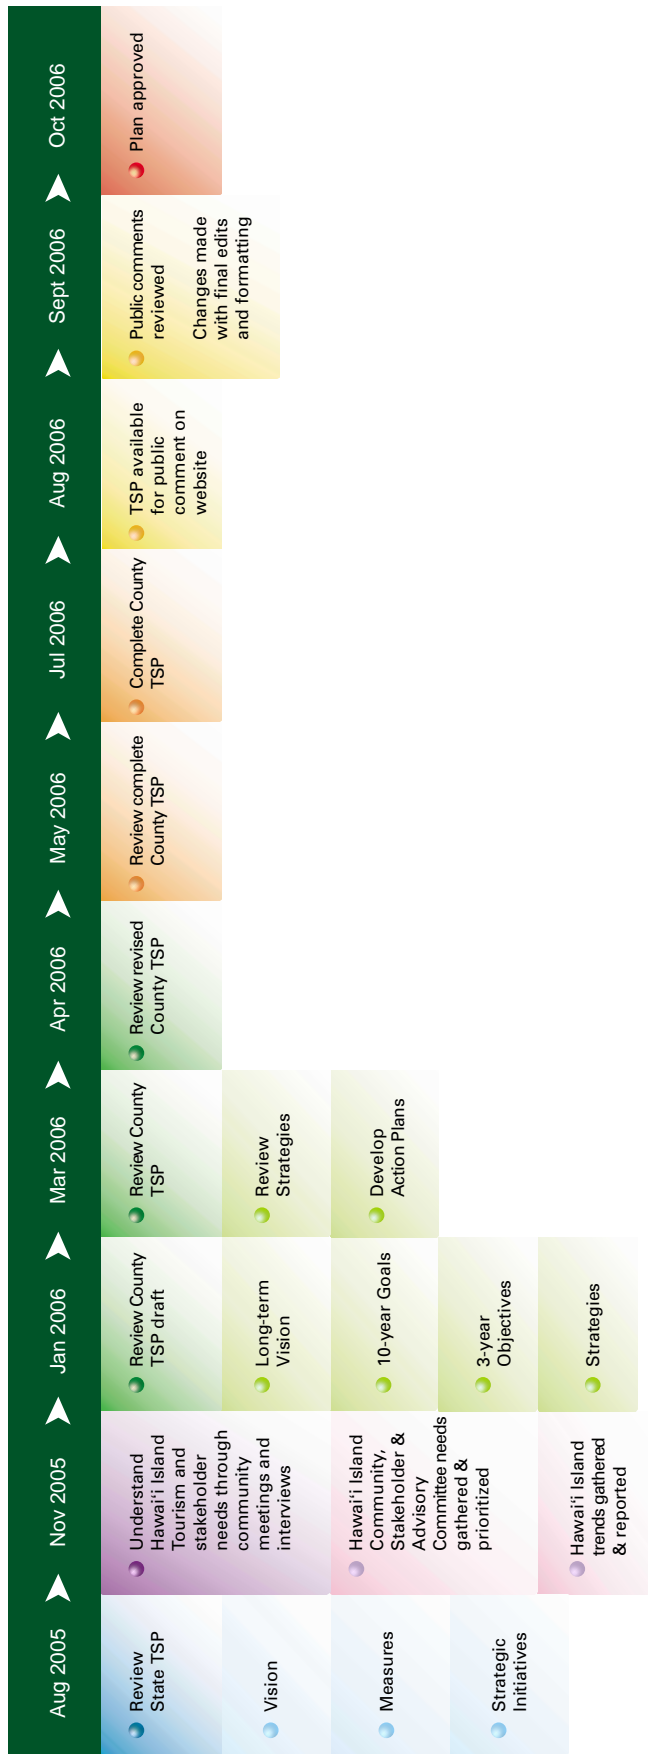 Aug 2005
Nov 2005
Jan 2006
Mar 2006
Apr 2006
May 2006
Jul 2006
Aug 2006
Sept 2006
Oct 2006
Review
State TSP
Vision
Measures
Strategic
Initiatives
Understand
Hawai‘i Island
Tourism and
stakeholder
needs through
community
meetings and
interviews
Hawai‘i Island
Community,
Stakeholder &
Advisory
Committee needs
gathered &
prioritized
Hawai‘i Island
trends gathered
& reported
Review County
TSP draft
Long-term
Vision
10-year Goals
3-year
Objectives
Strategies
Review County
TSP
Review
Strategies
Develop
Action Plans
Review revised
County TSP
Review complete
County TSP
Complete County
TSP
TSP available
for public
comment on
website
Public comments
reviewed
Changes made
with final edits
and formatting
Plan approved